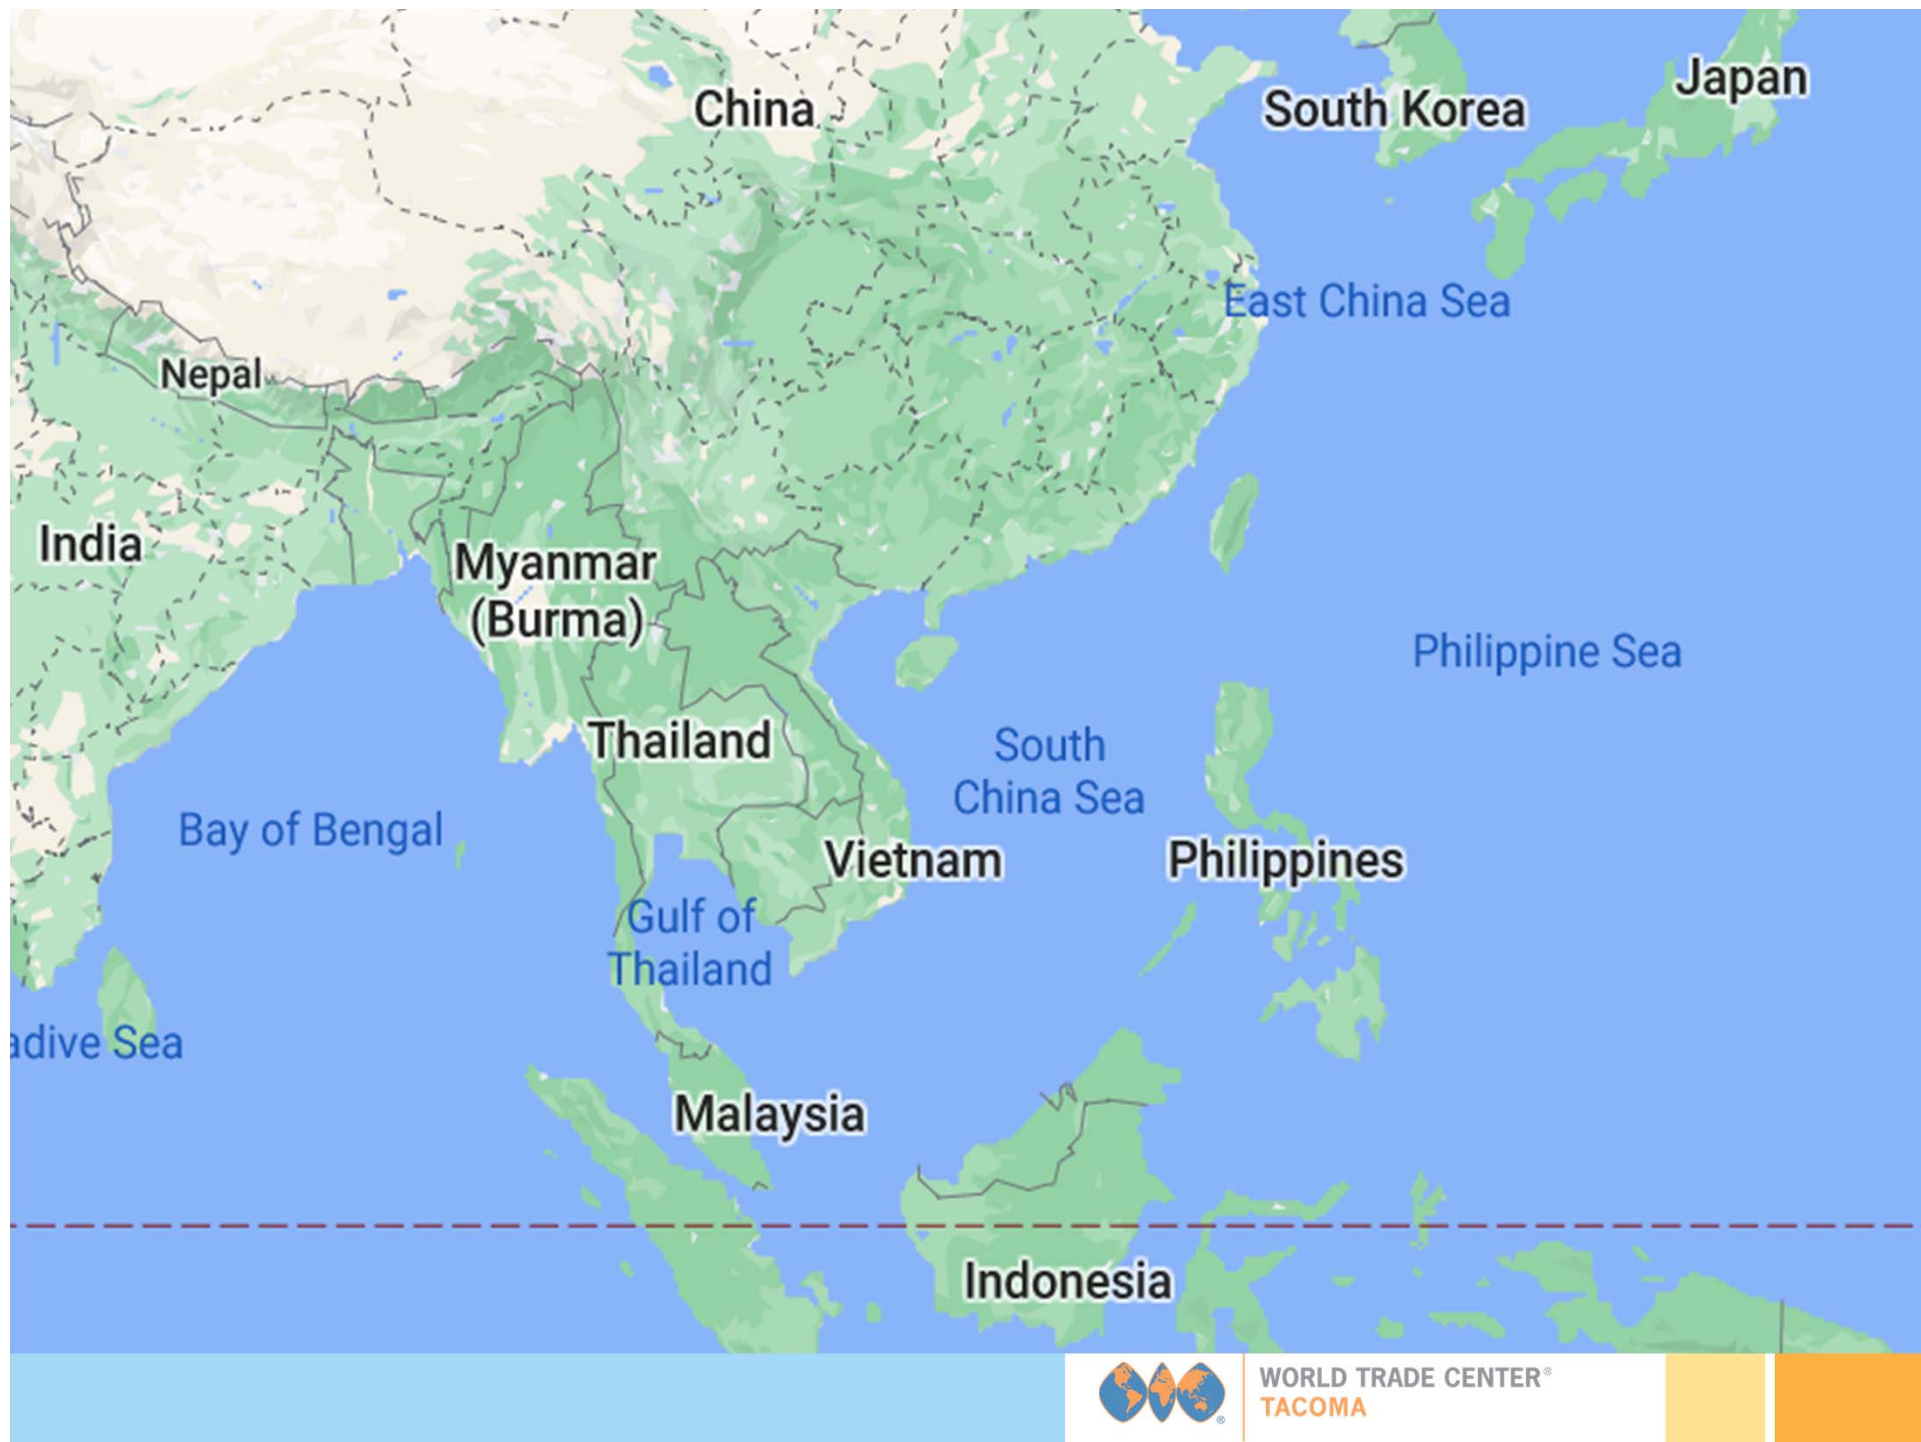 China
South Korea
Japan
East China Sea
Nepal
India
Myanmar
(Burma)
Philippine Sea
Thailand
South
China Sea
Bay of Bengal
Vietnam
Philippines
Gulf of
Thailand
adive Sea
Malaysia
Indonesia
WORLD TRADE CENTER®
TACOMA
®